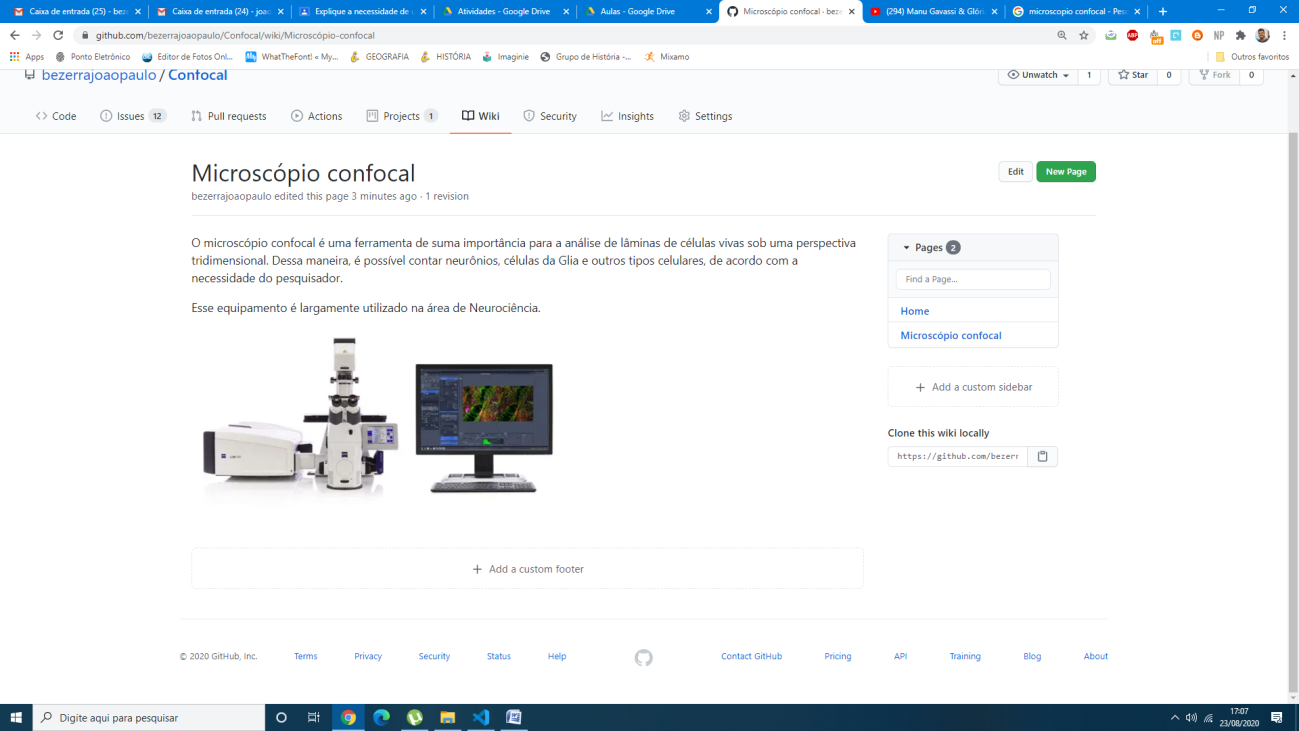 Caixa de entrada (25) - beze
Caixa de entrada (24) - joao
Explique a necessidade de u
Atividades - Google Drive
Aulas - Google Drive
Microscópio confocal · beze
(294) Manu Gavassi & Glóri
microscopio confocal - Pesq
github.com/bezerrajoaopaulo/Confocal/wiki/Microscópio-confocal
Apps
Ponto Eletrônico
Editor de Fotos Onl...
WhatTheFont! « My...
GEOGRAFIA
HISTÓRIA
Imaginie
Grupo de História -...
Mixamo
Outros favoritos
bezerrajoaopaulo / Confocal
Unwatch 1
Star 0
Fork 0
Code
Issues 12
Pull requests
Actions
Projects 1
Wiki
Security
Insights
Settings
Microscópio confocal
Edit
New Page
bezerrajoaopaulo edited this page 3 minutes ago · 1 revision
O microscópio confocal é uma ferramenta de suma importância para a análise de lâminas de células vivas sob uma perspectiva
tridimensional. Dessa maneira, é possível contar neurônios, células da Glia e outros tipos celulares, de acordo com a
necessidade do pesquisador.
Esse equipamento é largamente utilizado na área de Neurociência.
Pages 2
Find a Page...
Home
Microscópio confocal
Add a custom sidebar
Clone this wiki locally
https://github.com/bezerr
Add a custom footer
© 2020 GitHub, Inc.
Terms
Privacy
Security
Status
Help
Contact GitHub
Pricing
API
Training
Blog
About
Digite aqui para pesquisar
17:07
23/08/2020